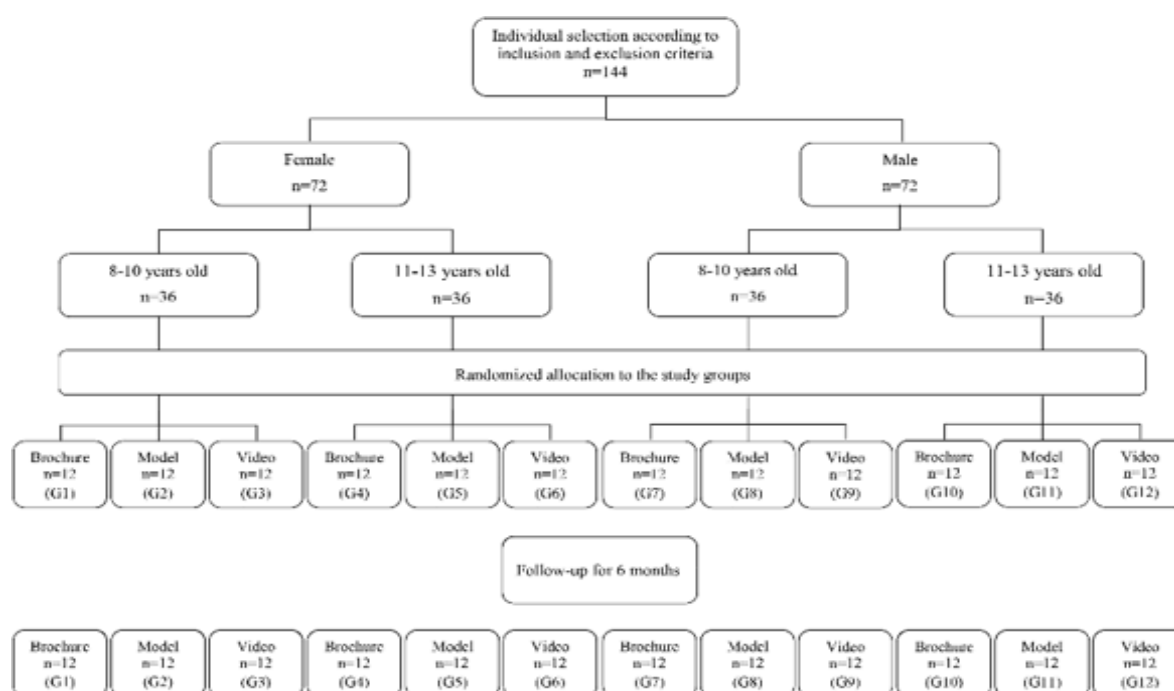 Individual selection according to
inclusion and exclusion criteria
n=144
Female
n=72
Male
n=72
8-10 years old
n=36
11-13 years old
n=36
8-10 years old
n=36
11-13 years old
n=36
Randomized allocation to the study groups
Brochure
n=12
(G1)
Model
n=12
(G2)
Video
n=12
(G3)
Brochure
n=12
(G4)
Model
n=12
(G5)
Video
n=12
(G6)
Brochure
n=12
(G7)
Model
n=12
(G8)
Video
n=12
(G9)
Brochure
n=12
(G10)
Model
n=12
(G11)
Video
n=12
(G12)
Follow-up for 6 months
Brochure
n=12
(G1)
Model
n=12
(G2)
Video
n=12
(G3)
Brochure
n=12
(G4)
Model
n=12
(G5)
Video
n=12
(G6)
Brochure
n=12
(G7)
Model
n=12
(G8)
Video
n=12
(G9)
Brochure
n=12
(G10)
Model
n=12
(G11)
Video
n=12
(G12)